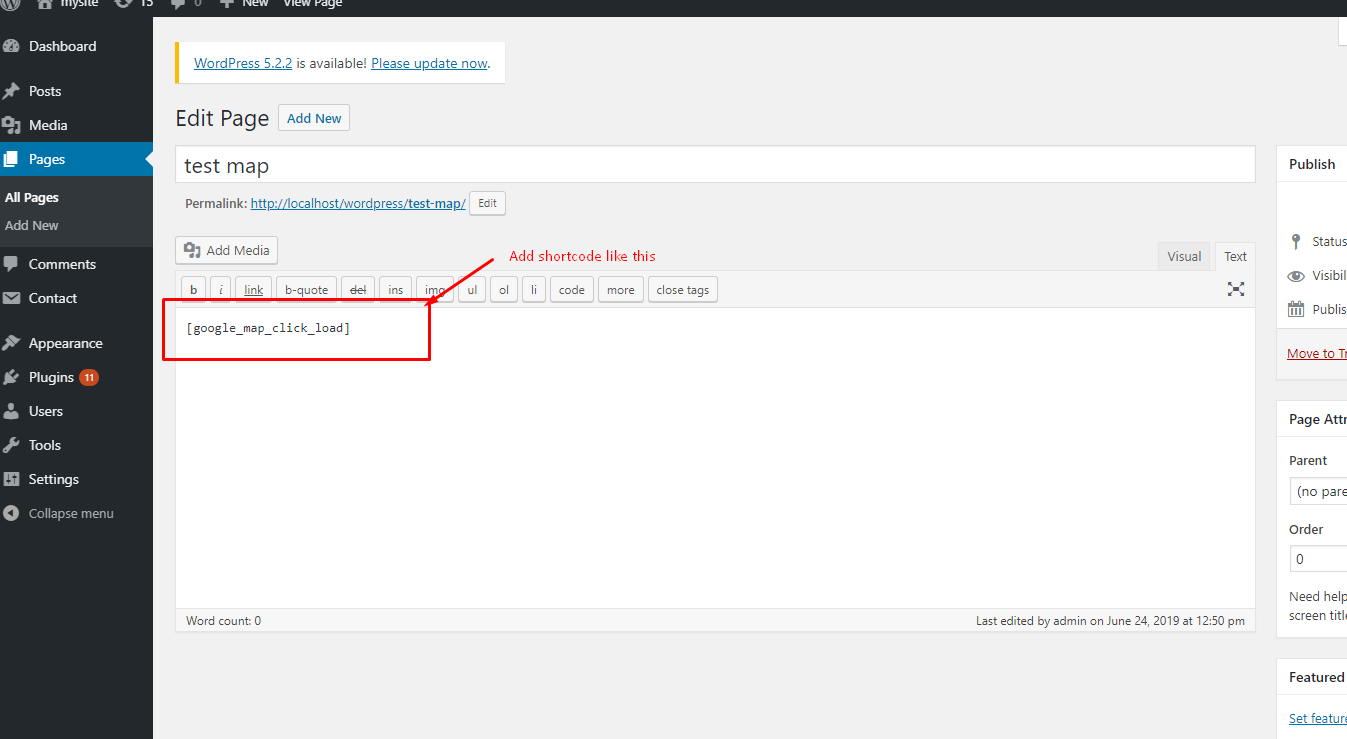 mysite 15 0 New View Page
Dashboard
Posts
Media
Pages
All Pages
Add New
Comments
Contact
Appearance
Plugins 11
Users
Tools
Settings
Collapse menu
WordPress 5.2.2 is available! Please update now.
Edit Page Add New
test map
Permalink: http://localhost/wordpress/test-map/ Edit
Add Media
Add shortcode like this
Visual Text
b i link b-quote del ins img ul ol li code more close tags
[google_map_click_load]
Word count: 0 Last edited by admin on June 24, 2019 at 12:50 pm
Publish
Status
Visibil
Publis
Move to Tr
Page Attr
Parent
(no pare
Order
0
Need help
screen title
Featured
Set feature